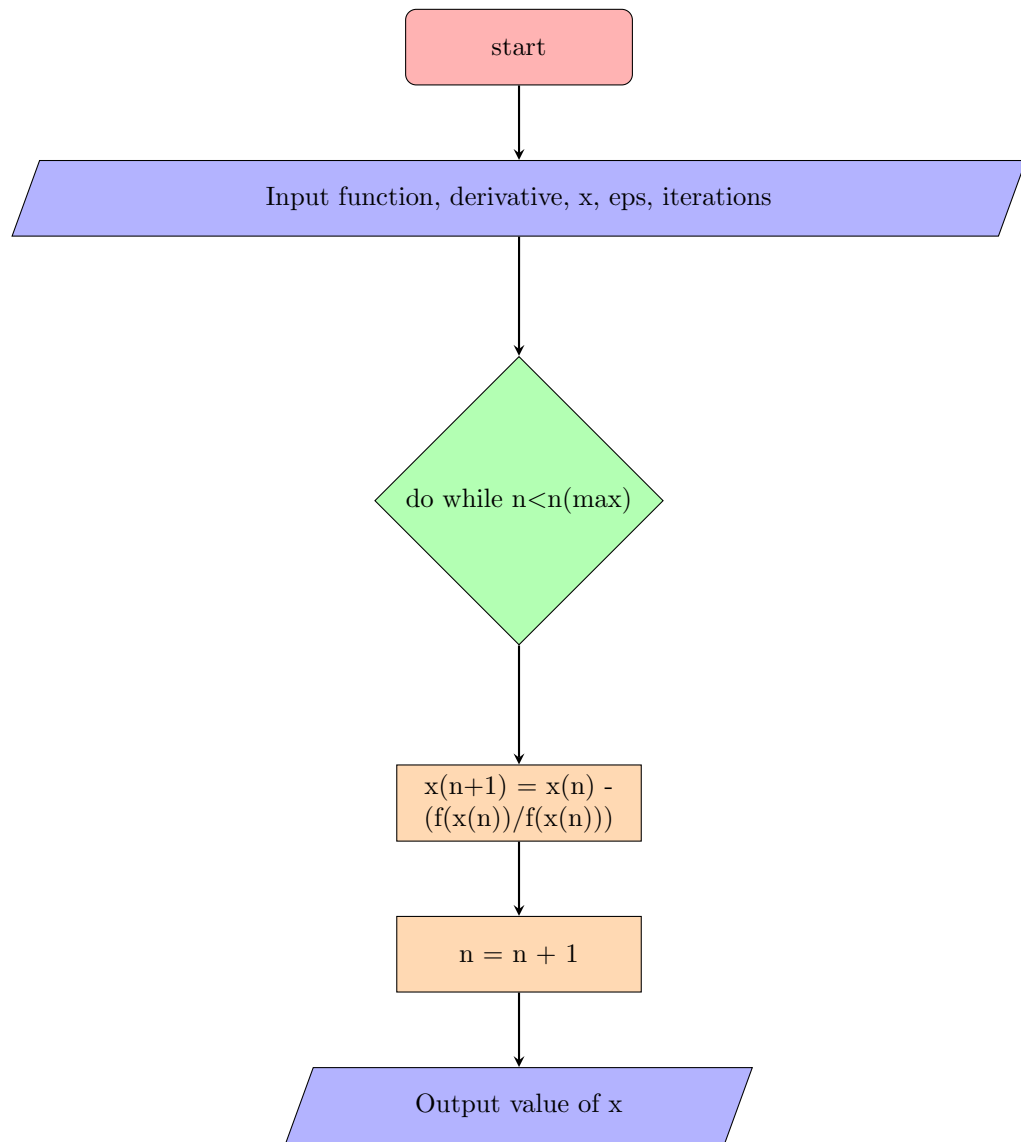 start
Input function, derivative, x, eps, iterations
do while n<n(max)
x(n+1) = x(n) -
(f(x(n))/f(x(n)))
n = n + 1
Output value of x